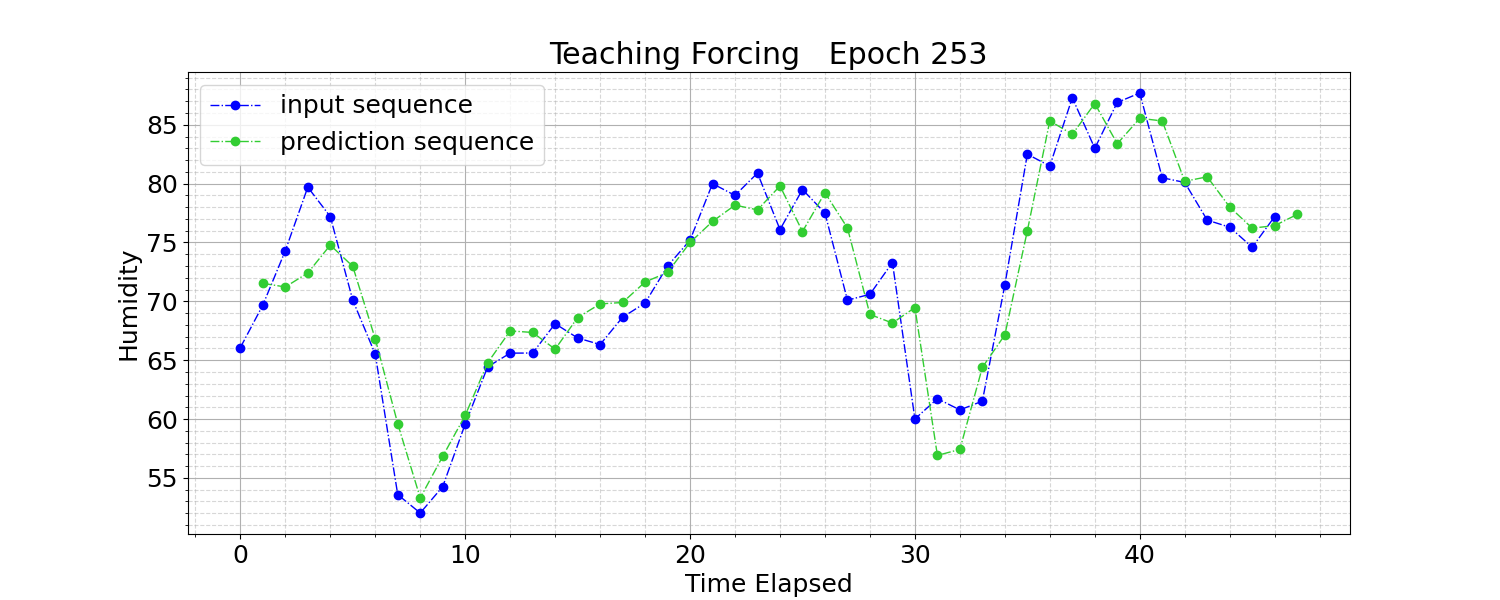 Teaching Forcing   Epoch 253
input sequence
prediction sequence
Humidity
85
80
75
70
65
60
55
0 10 20 30 40
Time Elapsed